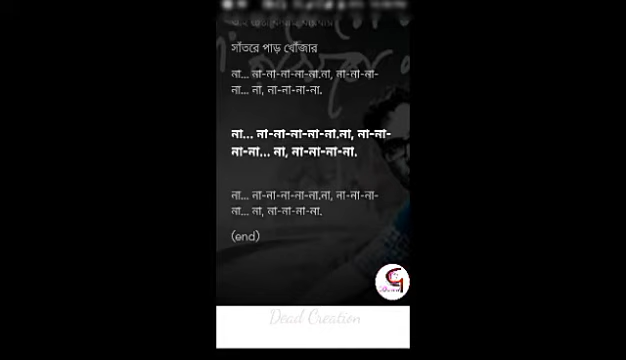 সাঁতরে পাড় খোঁজার
না... না-না-না-না-না.না, না-না-না-
না... না, না-না-না-না.
না... না-না-না-না-না.না, না-না-
না-না... না, না-না-না-না.
না... না-না-না-না-না.না, না-না-না-
না... না, না-না-না-না.
(end)
Dead Creation